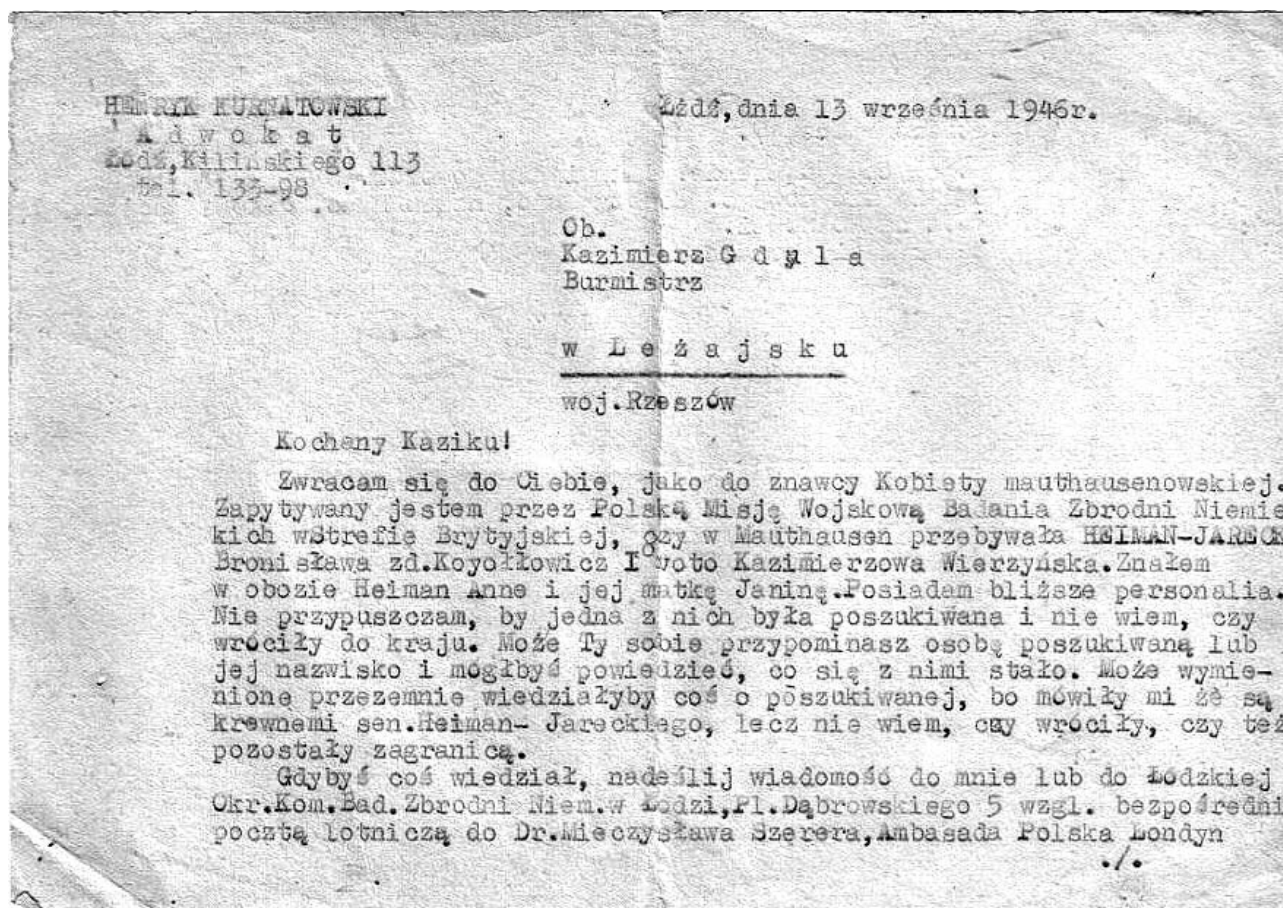 HENRYK KURNATOWSKI
A d w o k a t
Łódź,Kilińskiego 113
tel. 133-98
Łódź,dnia 13 września 1946r.
Ob.
Kazimierz G d u l a
Burmistrz
w L e ż a j s k u
woj.Rzeszów
Kochany Kaziku!
Zwracam się do Ciebie, jako do znawcy Kobiety mauthausenowskiej.
Zapytywany jestem przez Polską Misję Wojskową Badania Zbrodni Niemie
kich wStrefie Brytyjskiej, czy w Mauthausen przebywała HEIMAN-JARECK
Bronisława zd.Koyołłowicz I voto Kazimierzowa Wierzyńska.Znałem
w obozie Heiman Anne i jej matkę Janinę.Posiadam bliższe personalia.
Nie przypuszczam, by jedna z nich była poszukiwana i nie wiem, czy
wróciły do kraju. Może Ty sobie przypominasz osobę poszukiwaną lub
jej nazwisko i mógłbyś powiedzieć, co się z nimi stało. Może wymie-
nione przezemnie wiedziałyby coś o poszukiwanej, bo mówiły mi że są
krewnemi sen.Heiman- Jareckiego, lecz nie wiem, czy wróciły, czy też
pozostały zagranicą.
Gdybyś coś wiedział, nadeślij wiadomość do mnie lub do Łódzkiej
Okr.Kom.Bad.Zbrodni Niem.w Łodzi,Pl.Dąbrowskiego 5 wzgl. bezpośredni
pocztą lotniczą do Dr.Mieczysława Szerera,Ambasada Polska Londyn
./.